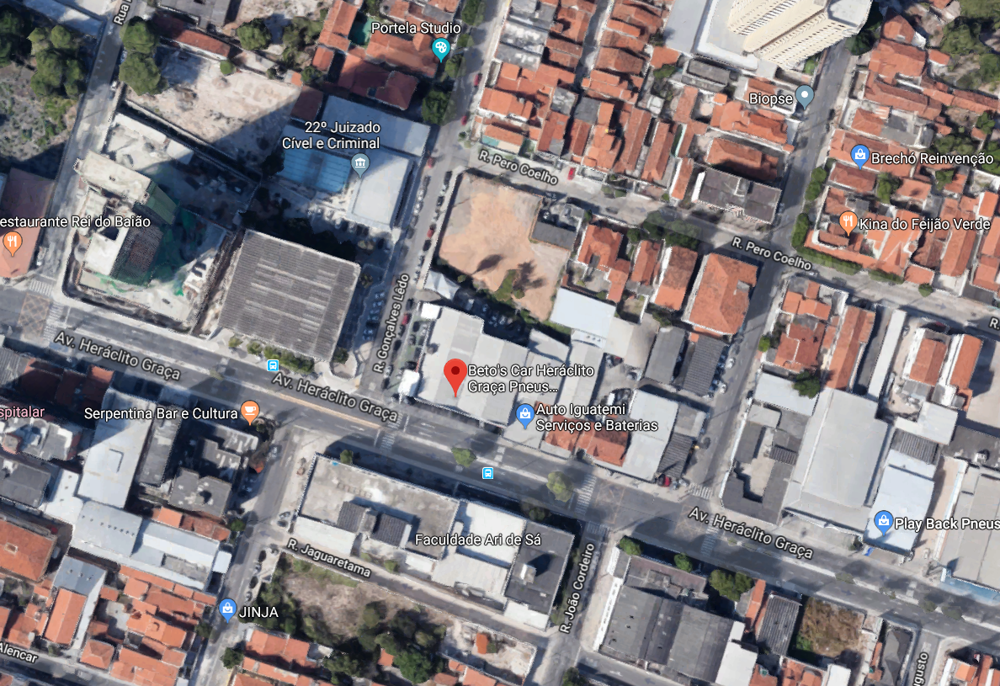 Rua
Portela Studio
Biopse
22º Juizado
Cível e Criminal
R. Pero Coelho
Brechó Reinvenção
estaurante Rei do Baião
Kina do Feijão Verde
R. Pero Coelho
R. Gonçalves Lêdo
R.
Av. Heráclito Graça
Beto's Car Heráclito
Graça Pneus...
Av. Heráclito Graça
spitalar
Serpentina Bar e Cultura
Auto Iguatemi
Serviços e Baterias
Av. Heráclito Graça
Play Back Pneus
Faculdade Ari de Sá
R. Jaguaretama
R. João Cordeiro
JINJA
Alencar
ugusto